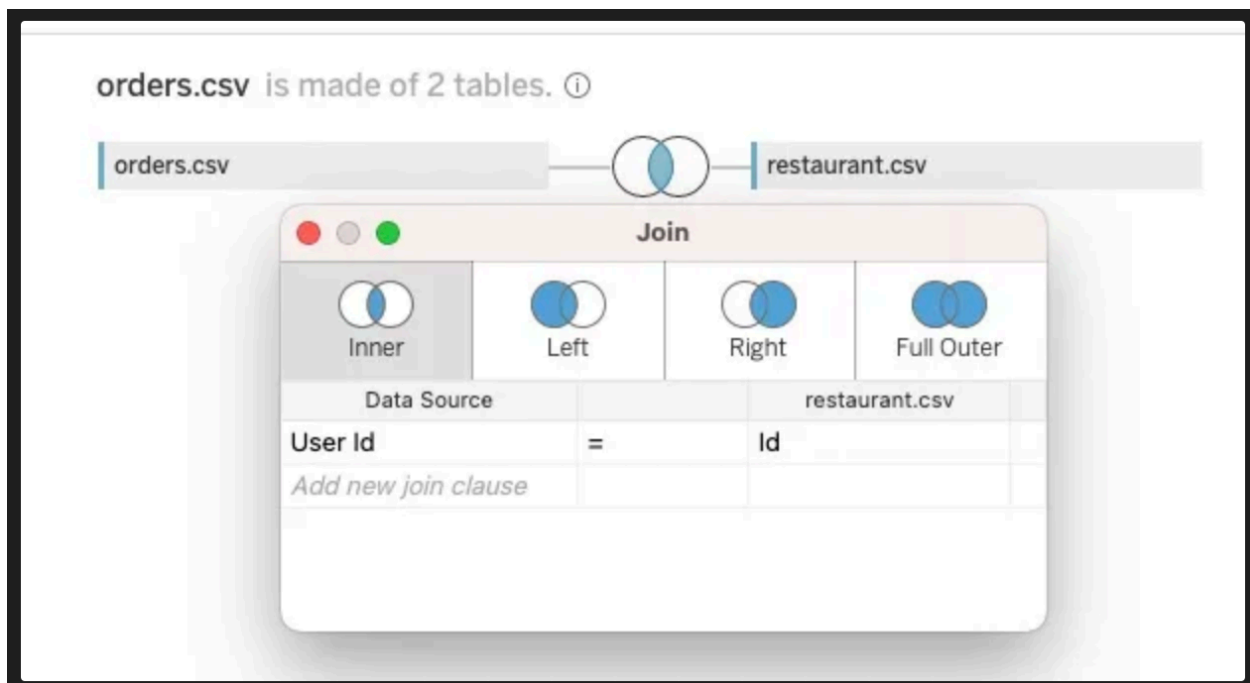 orders.csv is made of 2 tables.
orders.csv restaurant.csv
Join
Inner Left Right Full Outer
Data Source restaurant.csv
User Id = Id
Add new join clause